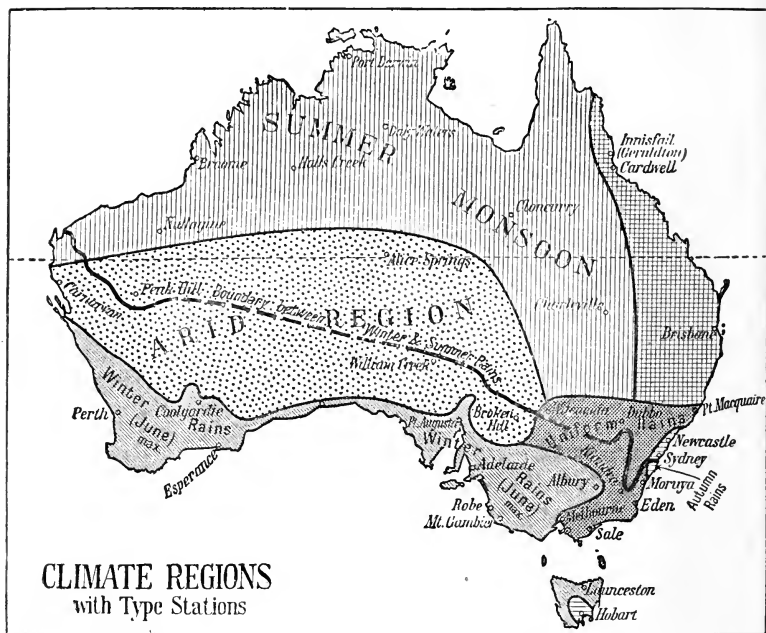 Port Darwin
SUMMER
Daly Waters
Innisfail
(Geraldton)
Cardwell
Broome
Halls Creek
MONSOON
Cloncurry
Nullagine
Alice Springs
Carnarvon
Peak Hill
Boundary between Winter & Summer Rains
ARID REGION
Charleville
Brisbane
William Creek
Winter
(June)
max.
Rains
Coolgardie
Perth
Esperance
Pt. Augusta
Broken
Hill
Dubbo
Uniform Rains
Pt. Macquaire
Newcastle
Sydney
Winter
Rains
(June)
max.
Adelaide
Albury
Kiandra
Moruya
Autumn
Rains
Robe
Mt. Gambier
Melbourne
Eden
Sale
CLIMATE REGIONS
with Type Stations
Launceston
Hobart